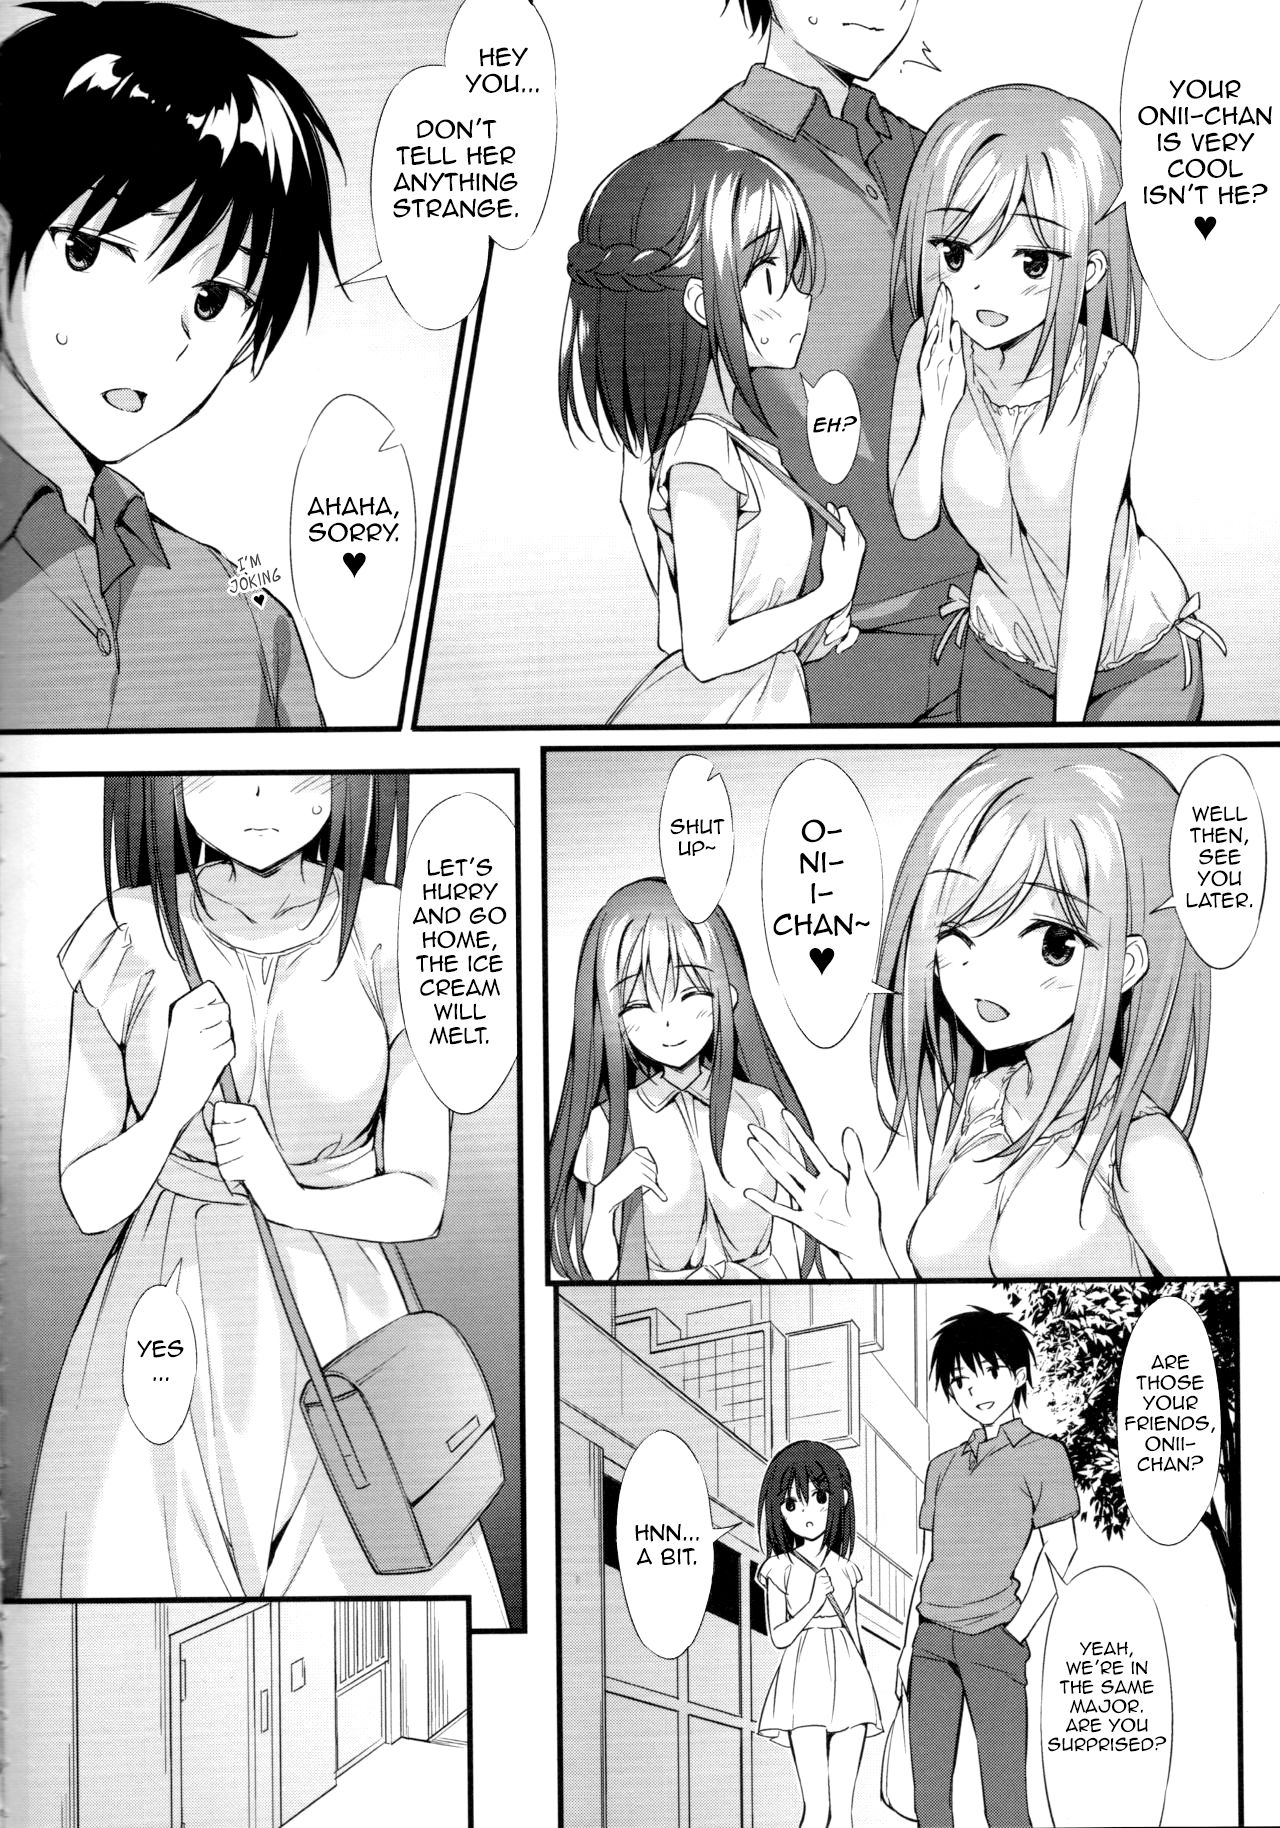 YOUR
ONII-CHAN
IS VERY
COOL
ISN'T HE?
♥
EH?
HEY
YOU...
DON'T
TELL HER
ANYTHING
STRANGE.
AHAHA,
SORRY.
♥
I'M
JOKING
♥
WELL
THEN,
SEE
YOU
LATER.
O-
NI-
I-
CHAN~
♥
SHUT
UP~
LET'S
HURRY
AND GO
HOME,
THE ICE
CREAM
WILL
MELT.
YES
...
ARE
THOSE
YOUR
FRIENDS,
ONII-
CHAN?
YEAH,
WE'RE IN
THE SAME
MAJOR.
ARE YOU
SURPRISED?
HNN...
A BIT.